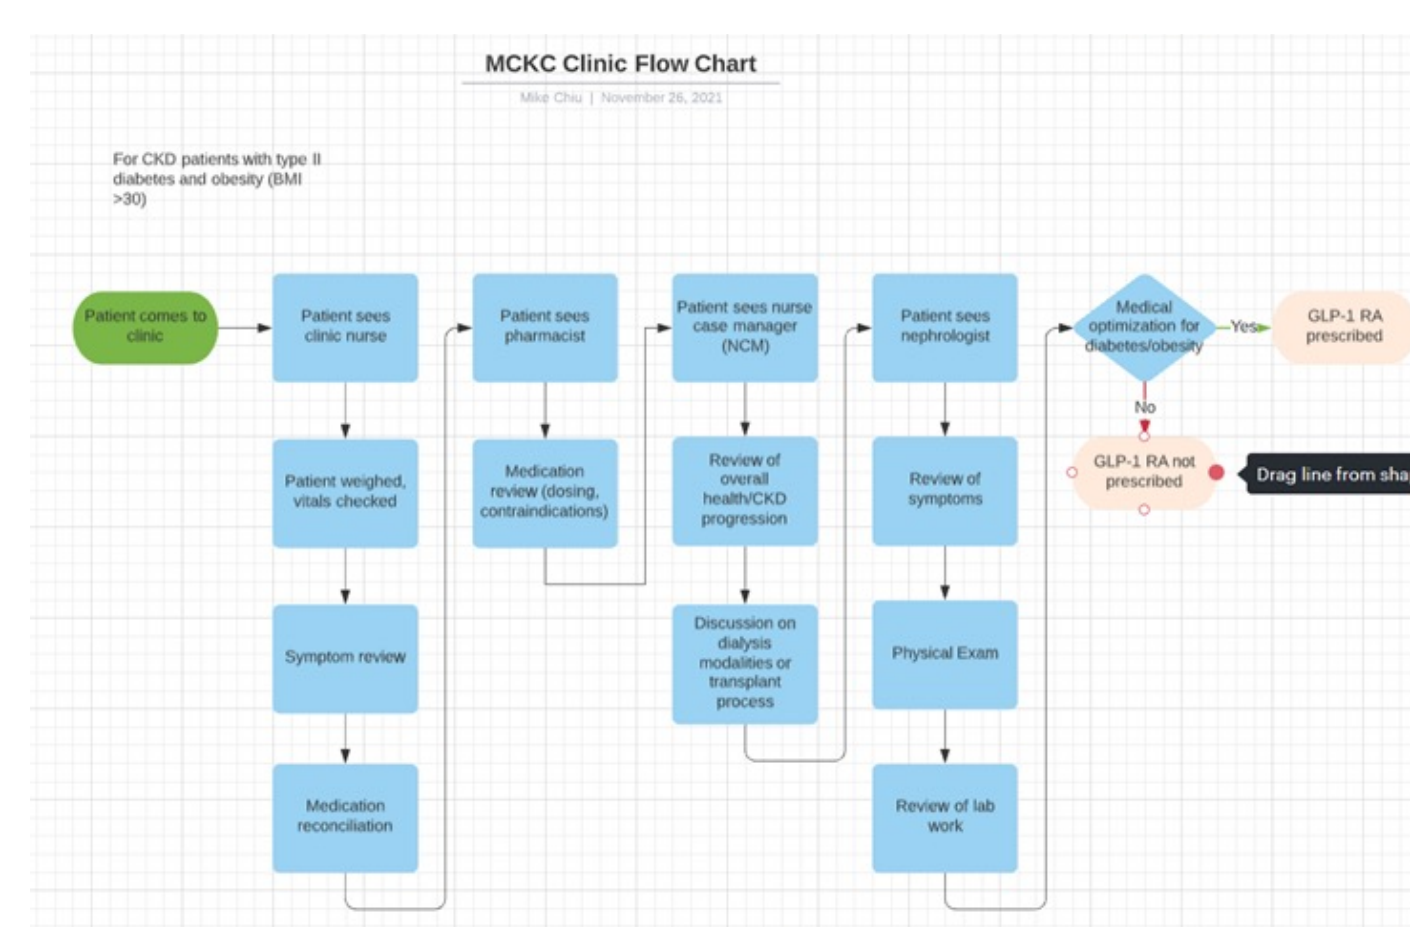 MCKC Clinic Flow Chart
Mike Chiu | November 26, 2021
For CKD patients with type II
diabetes and obesity (BMI
>30)
Patient comes to
clinic
Patient sees
clinic nurse
Patient weighed,
vitals checked
Symptom review
Medication
reconciliation
Patient sees
pharmacist
Medication
review (dosing,
contraindications)
Patient sees nurse
case manager
(NCM)
Review of
overall
health/CKD
progression
Discussion on
dialysis
modalities or
transplant
process
Patient sees
nephrologist
Review of
symptoms
Physical Exam
Review of lab
work
Medical
optimization for
diabetes/obesity
Yes
GLP-1 RA
prescribed
No
GLP-1 RA not
prescribed
Drag line from sha